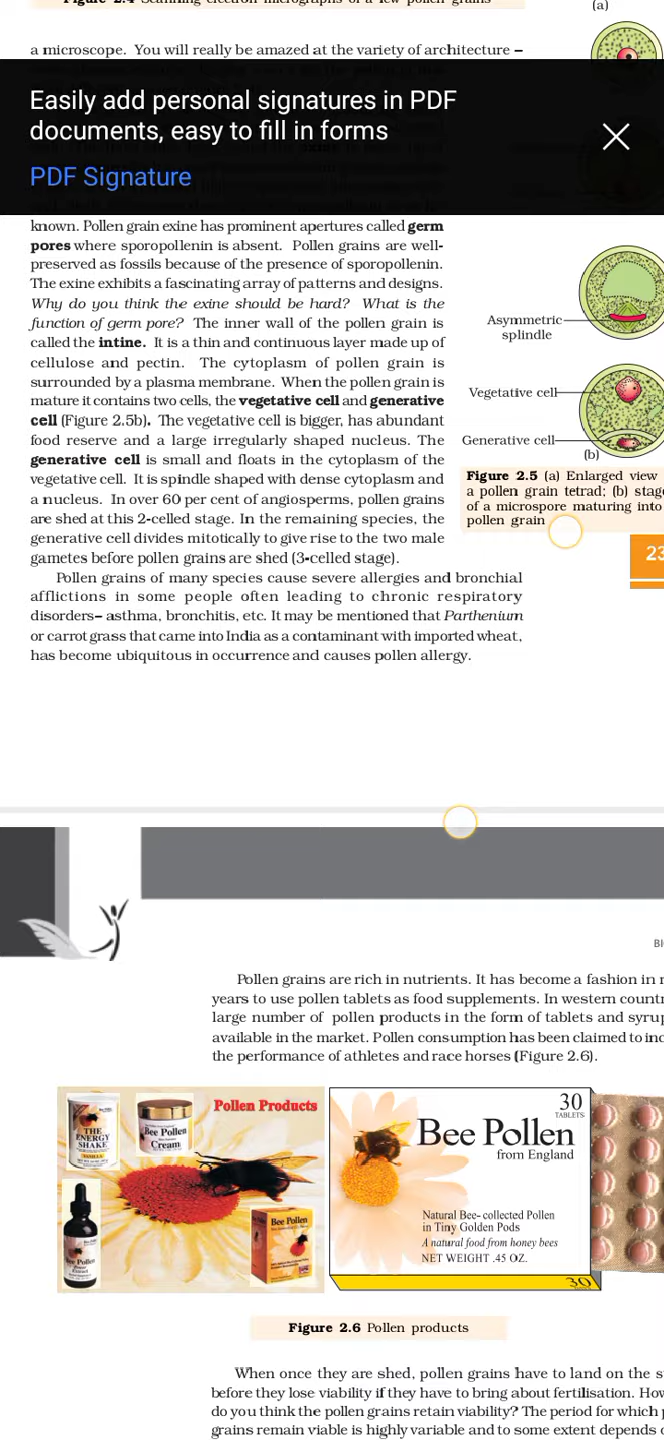 Figure 2.4 Scanning electron micrographs of a few pollen grains
(a)
a microscope. You will really be amazed at the variety of architecture –
Easily add personal signatures in PDF
documents, easy to fill in forms
PDF Signature
known. Pollen grain exine has prominent apertures called germ
pores where sporopollenin is absent. Pollen grains are well-
preserved as fossils because of the presence of sporopollenin.
The exine exhibits a fascinating array of patterns and designs.
Why do you think the exine should be hard? What is the
function of germ pore? The inner wall of the pollen grain is
called the intine. It is a thin and continuous layer made up of
cellulose and pectin. The cytoplasm of pollen grain is
surrounded by a plasma membrane. When the pollen grain is
mature it contains two cells, the vegetative cell and generative
cell (Figure 2.5b). The vegetative cell is bigger, has abundant
food reserve and a large irregularly shaped nucleus. The
generative cell is small and floats in the cytoplasm of the
vegetative cell. It is spindle shaped with dense cytoplasm and
a nucleus. In over 60 per cent of angiosperms, pollen grains
are shed at this 2-celled stage. In the remaining species, the
generative cell divides mitotically to give rise to the two male
gametes before pollen grains are shed (3-celled stage).
Asymmetric
spindle
Vegetative cell
Generative cell
(b)
Figure 2.5 (a) Enlarged view
a pollen grain tetrad; (b) stag
of a microspore maturing into
pollen grain
23
Pollen grains of many species cause severe allergies and bronchial
afflictions in some people often leading to chronic respiratory
disorders– asthma, bronchitis, etc. It may be mentioned that Parthenium
or carrot grass that came into India as a contaminant with imported wheat,
has become ubiquitous in occurrence and causes pollen allergy.
BI
Pollen grains are rich in nutrients. It has become a fashion in r
years to use pollen tablets as food supplements. In western countr
large number of pollen products in the form of tablets and syrup
available in the market. Pollen consumption has been claimed to inc
the performance of athletes and race horses (Figure 2.6).
Pollen Products
THE
ENERGY
SHAKE
VANILLA
Bee Pollen
Cream
Bee Pollen
Extract
Bee Pollen
30
TABLETS
Bee Pollen
from England
Natural Bee-collected Pollen
in Tiny Golden Pods
A natural food from honey bees
NET WEIGHT .45 OZ.
30
Figure 2.6 Pollen products
When once they are shed, pollen grains have to land on the s
before they lose viability if they have to bring about fertilisation. How
do you think the pollen grains retain viability? The period for which p
grains remain viable is highly variable and to some extent depends o